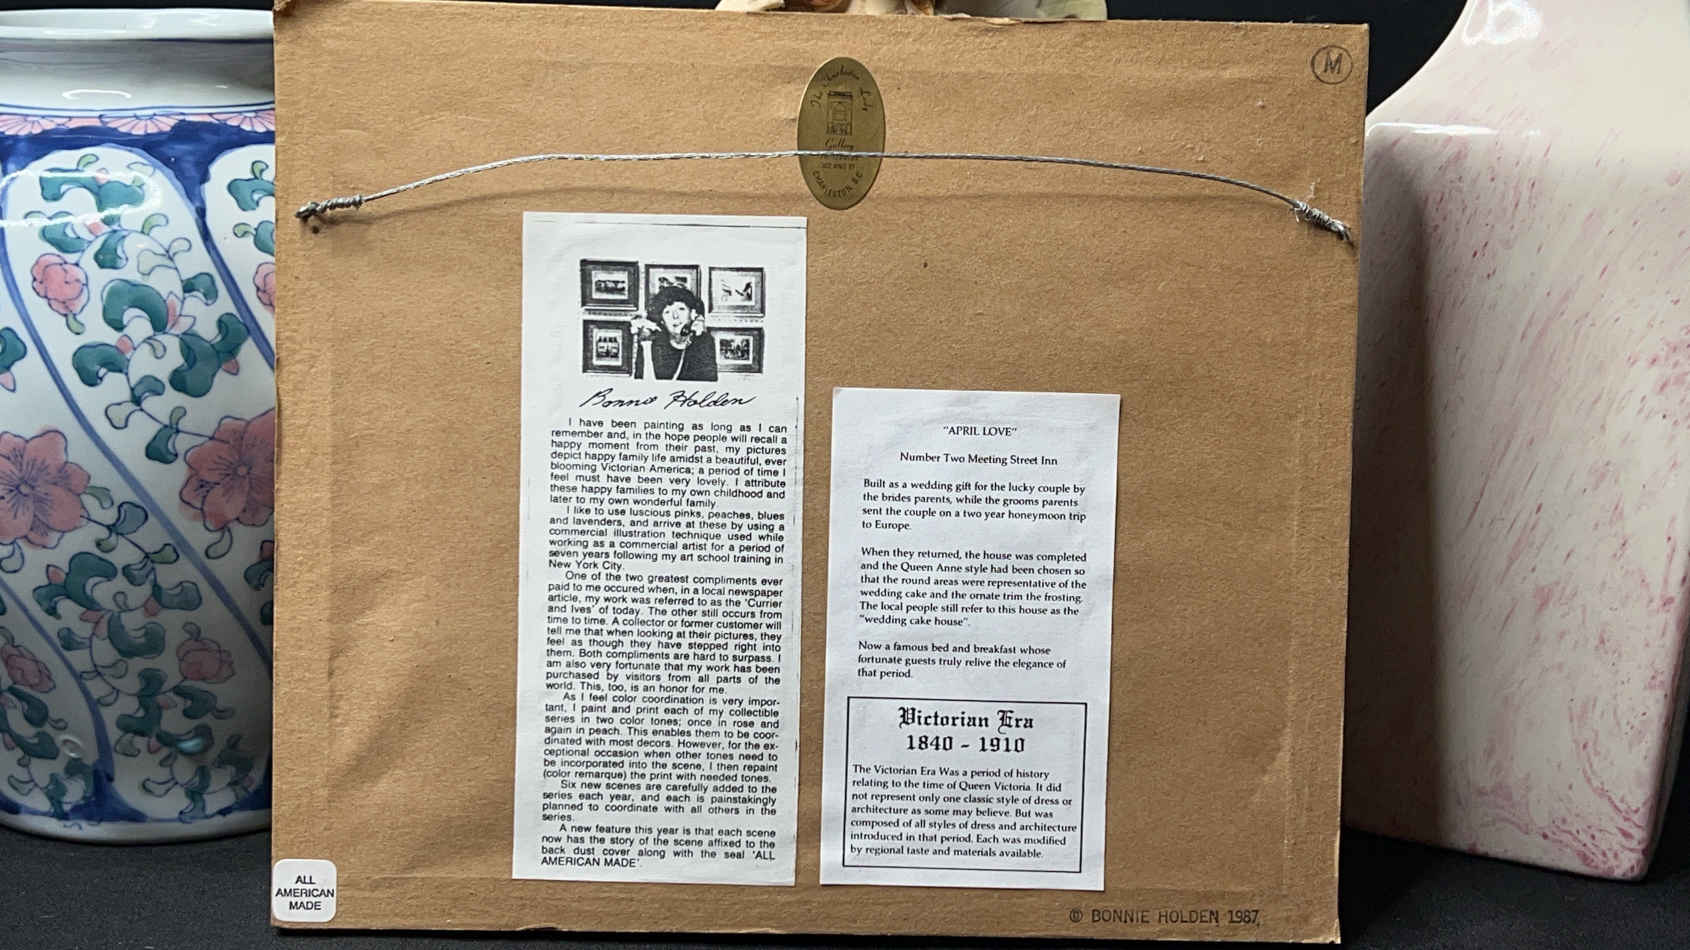 M
The Charleston Lady
Gallery
CHARLESTON S.C.
Bonnie Holden
I have been painting as long as I can
remember and, in the hope people will recall a
happy moment from their past, my pictures
depict happy family life amidst a beautiful, ever
blooming Victorian America; a period of time I
feel must have been very lovely. I attribute
these happy families to my own childhood and
later to my own wonderful family.
I like to use luscious pinks, peaches, blues
and lavenders, and arrive at these by using a
commercial illustration technique used while
working as a commercial artist for a period of
seven years following my art school training in
New York City.
One of the two greatest compliments ever
paid to me occured when, in a local newspaper
article, my work was referred to as the 'Currier
and Ives' of today. The other still occurs from
time to time. A collector or former customer will
tell me that when looking at their pictures, they
feel as though they have stepped right into
them. Both compliments are hard to surpass. I
am also very fortunate that my work has been
purchased by visitors from all parts of the
world. This, too, is an honor for me.
As I feel color coordination is very impor-
tant, I paint and print each of my collectible
series in two color tones; once in rose and
again in peach. This enables them to be coor-
dinated with most decors. However, for the ex-
ceptional occasion when other tones need to
be incorporated into the scene, I then repaint
(color remarque) the print with needed tones.
Six new scenes are carefully added to the
series each year, and each is painstakingly
planned to coordinate with all others in the
series.
A new feature this year is that each scene
now has the story of the scene affixed to the
back dust cover along with the seal 'ALL
AMERICAN MADE'.
"APRIL LOVE"
Number Two Meeting Street Inn
Built as a wedding gift for the lucky couple by
the brides parents, while the grooms parents
sent the couple on a two year honeymoon trip
to Europe.
When they returned, the house was completed
and the Queen Anne style had been chosen so
that the round areas were representative of the
wedding cake and the ornate trim the frosting.
The local people still refer to this house as the
"wedding cake house".
Now a famous bed and breakfast whose
fortunate guests truly relive the elegance of
that period.
Victorian Era
1840 - 1910
The Victorian Era Was a period of history
relating to the time of Queen Victoria. It did
not represent only one classic style of dress or
architecture as some may believe. But was
composed of all styles of dress and architecture
introduced in that period. Each was modified
by regional taste and materials available.
ALL
AMERICAN
MADE
© BONNIE HOLDEN 1987,